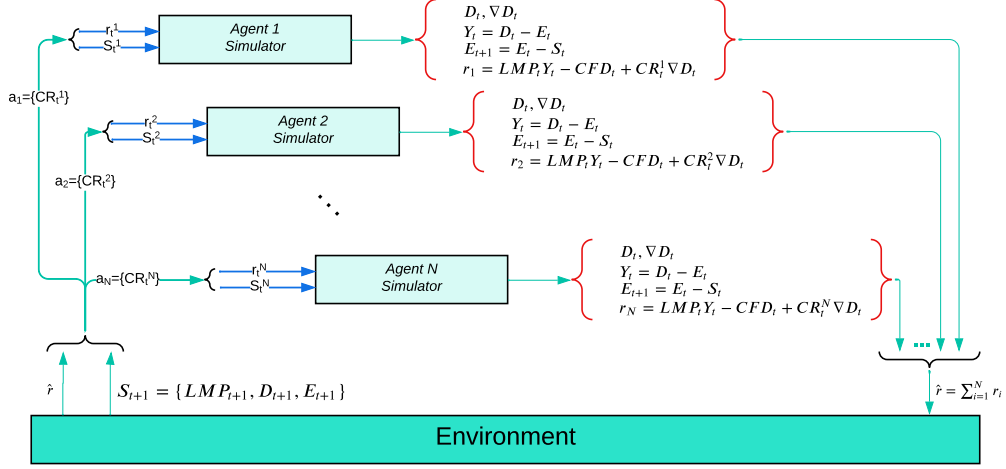 r_t^1
S_t^1
Agent 1
Simulator
D_t, ∇D_t
Y_t = D_t − E_t
E_{t+1} = E_t − S_t
r_1 = LMP_t Y_t − CFD_t + CR_t^1 ∇D_t
a_1={CR_t^1}
r_t^2
S_t^2
Agent 2
Simulator
D_t, ∇D_t
Y_t = D_t − E_t
E_{t+1} = E_t − S_t
r_2 = LMP_t Y_t − CFD_t + CR_t^2 ∇D_t
a_2={CR_t^2}
a_N={CR_t^N}
r_t^N
S_t^N
Agent N
Simulator
D_t, ∇D_t
Y_t = D_t − E_t
E_{t+1} = E_t − S_t
r_N = LMP_t Y_t − CFD_t + CR_t^N ∇D_t
r̂
S_{t+1} = {LMP_{t+1}, D_{t+1}, E_{t+1}}
r̂ = ∑_{i=1}^N r_i
Environment